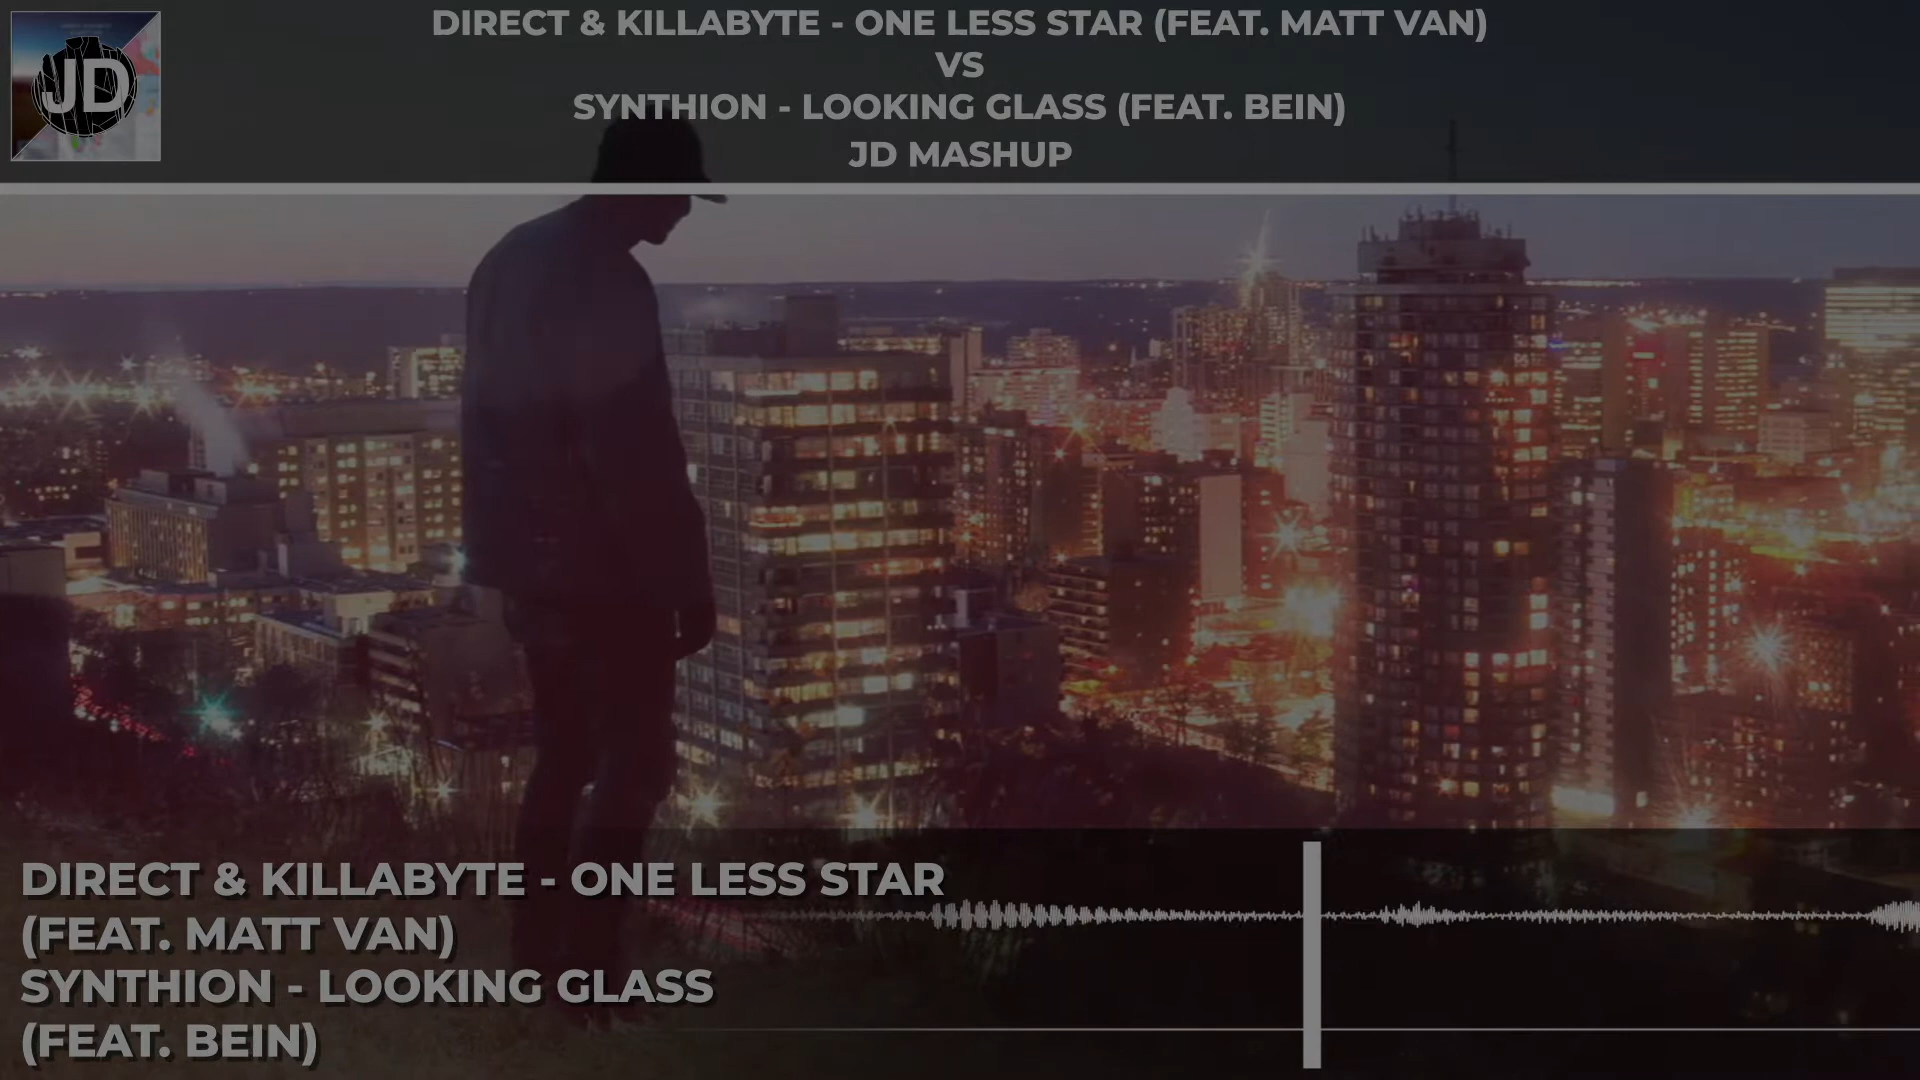 JD
DIRECT & KILLABYTE - ONE LESS STAR (FEAT. MATT VAN)
VS
SYNTHION - LOOKING GLASS (FEAT. BEIN)
JD MASHUP
DIRECT & KILLABYTE - ONE LESS STAR
(FEAT. MATT VAN)
SYNTHION - LOOKING GLASS
(FEAT. BEIN)